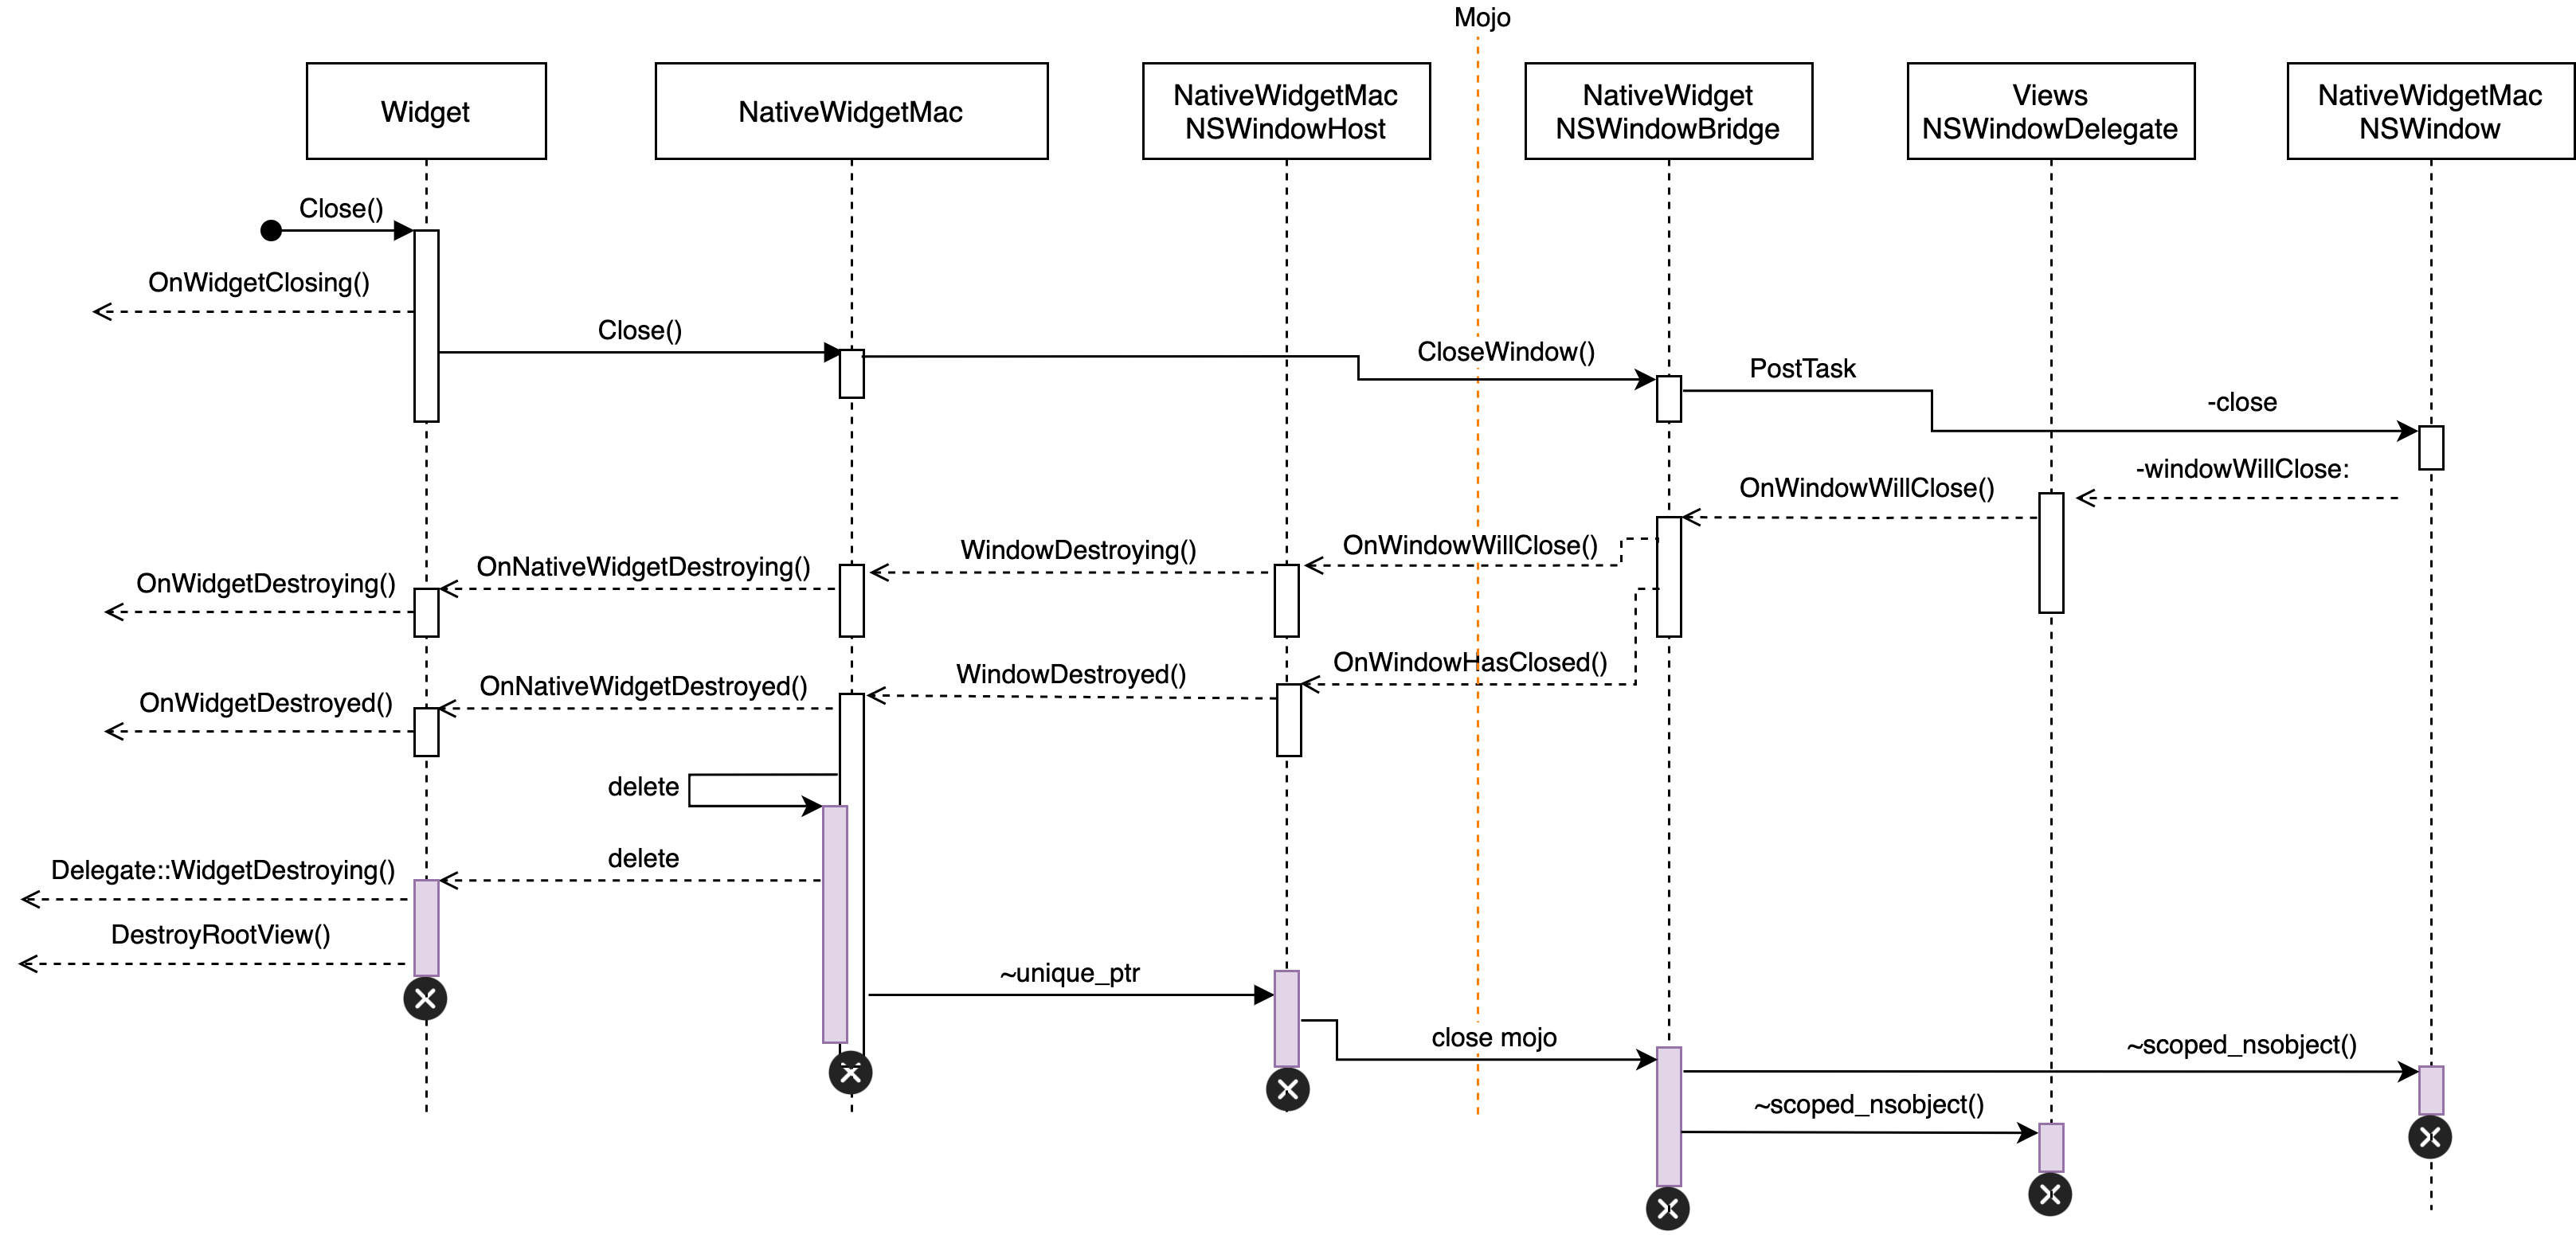 Mojo
Widget
NativeWidgetMac
NativeWidgetMac
NSWindowHost
NativeWidget
NSWindowBridge
Views
NSWindowDelegate
NativeWidgetMac
NSWindow
Close()
OnWidgetClosing()
Close()
CloseWindow()
PostTask
-close
-windowWillClose:
OnWindowWillClose()
OnWindowWillClose()
WindowDestroying()
OnNativeWidgetDestroying()
OnWidgetDestroying()
OnWindowHasClosed()
WindowDestroyed()
OnNativeWidgetDestroyed()
OnWidgetDestroyed()
delete
delete
Delegate::WidgetDestroying()
DestroyRootView()
~unique_ptr
close mojo
~scoped_nsobject()
~scoped_nsobject()